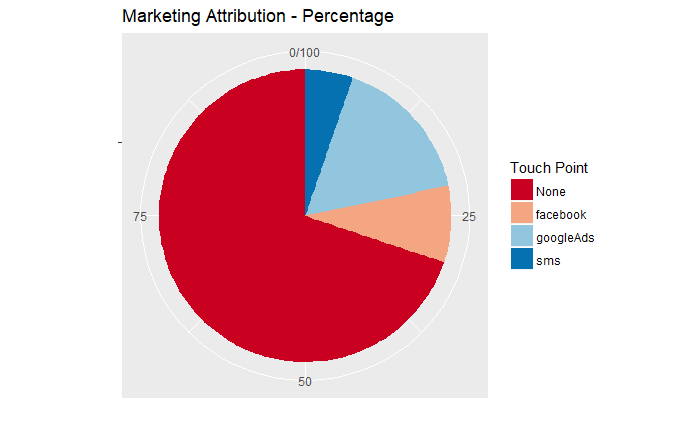 Marketing Attribution - Percentage
0/100
75
25
50
Touch Point
None
facebook
googleAds
sms